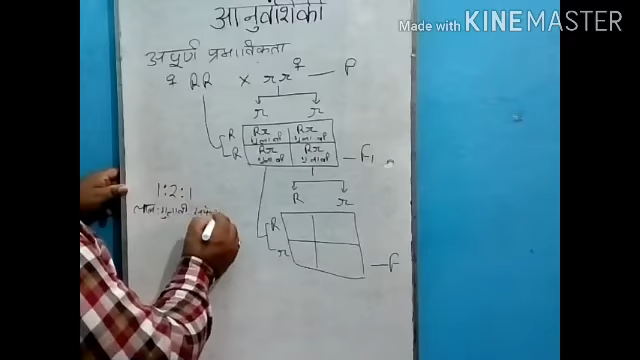 Made with KINEMASTER
आनुवंशिकी
अपूर्ण प्रभाविकता
♀ RR × rr ♀ — P
r r
R Rr Rr
गुलाबी गुलाबी
R Rr Rr
गुलाबी गुलाबी — F1
1:2:1
R r
लाल:गुलाबी
R
r
— F